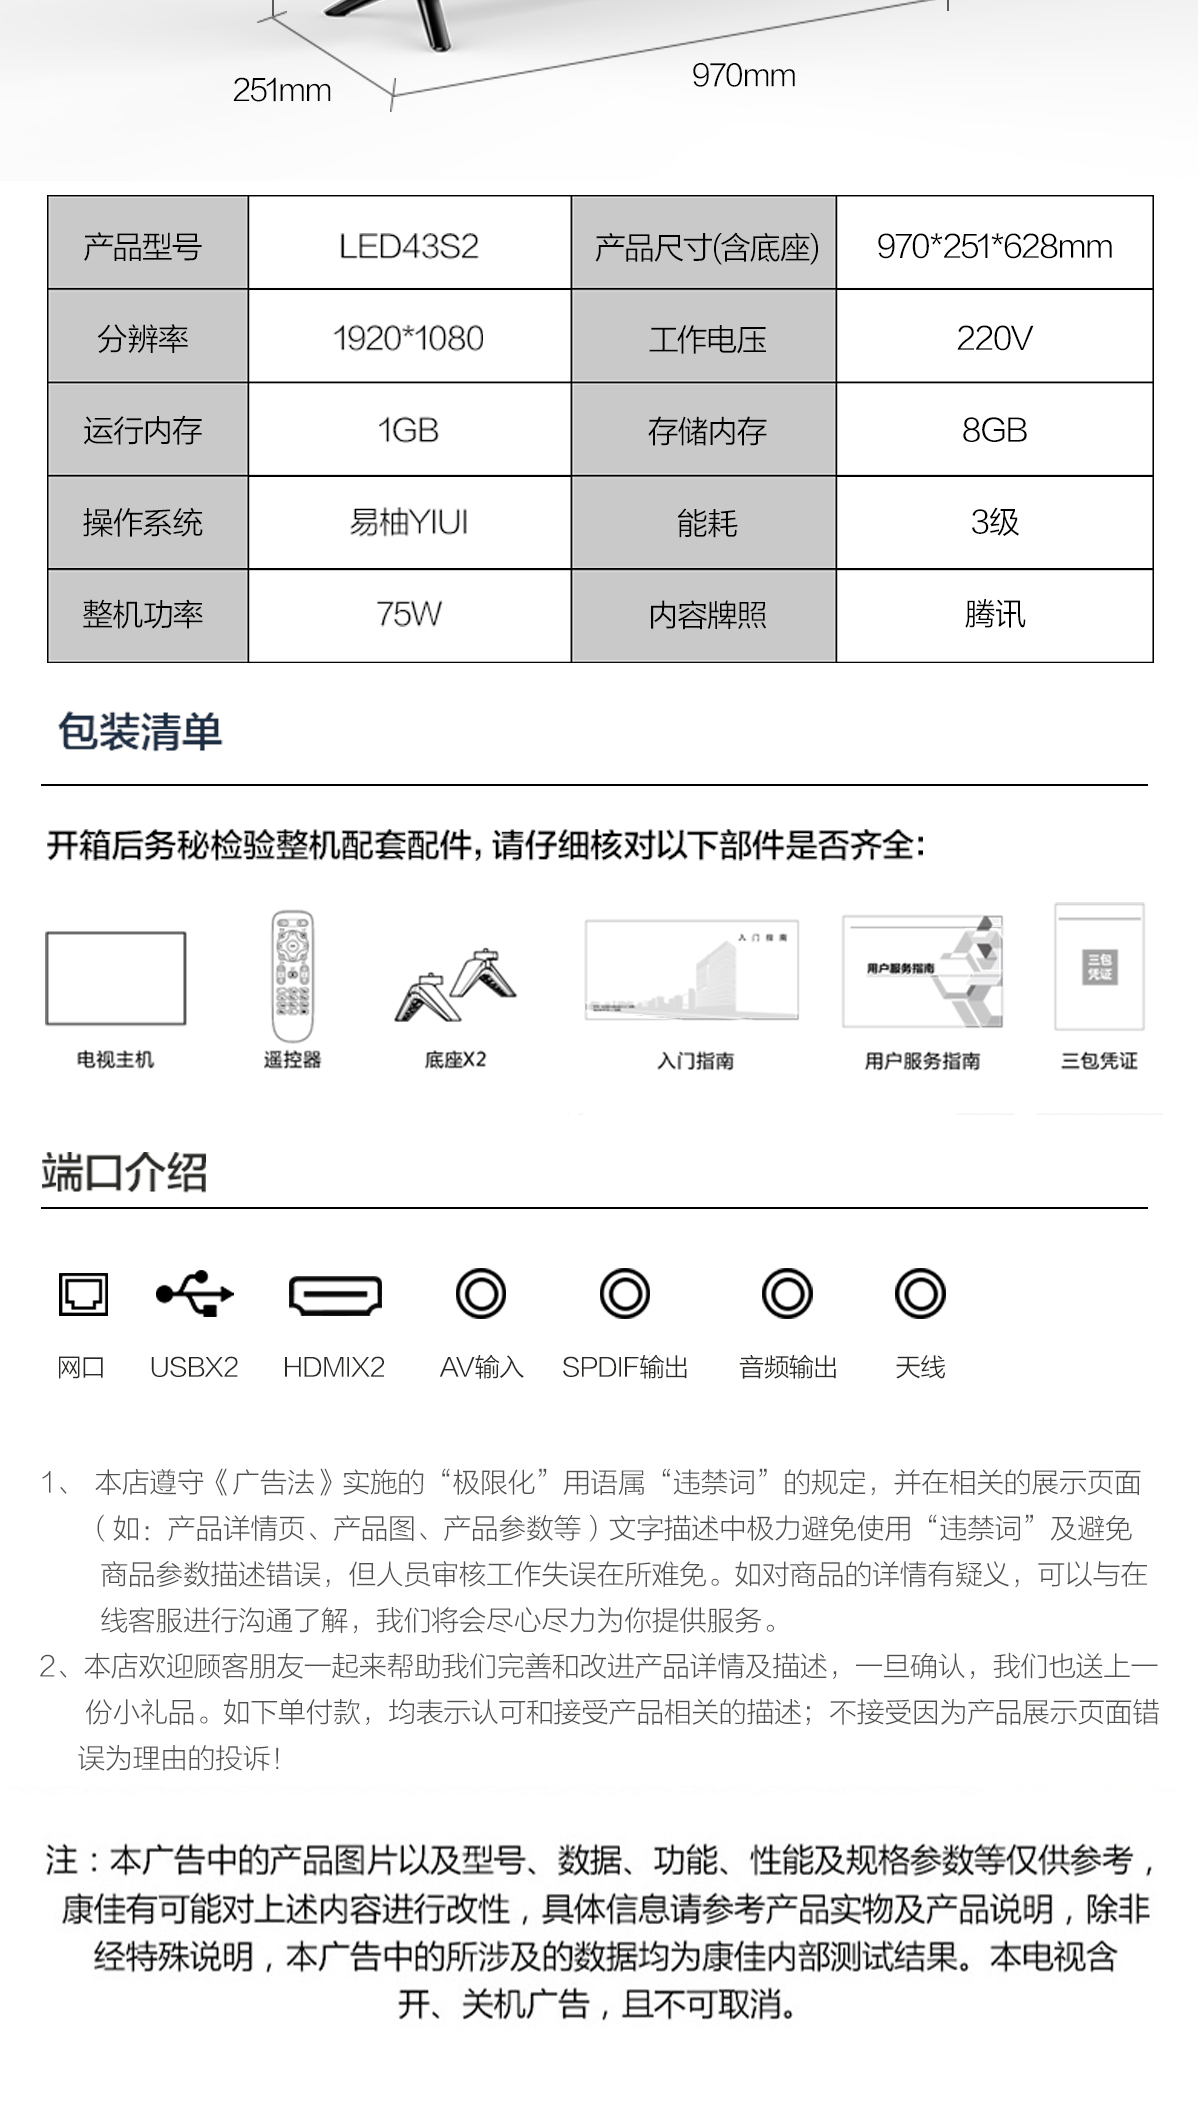 251mm
970mm
产品型号 LED43S2 产品尺寸(含底座) 970*251*628mm
分辨率 1920*1080 工作电压 220V
运行内存 1GB 存储内存 8GB
操作系统 易柚YIUI 能耗 3级
整机功率 75W 内容牌照 腾讯
包装清单
开箱后务秘检验整机配套配件，请仔细核对以下部件是否齐全：
入门指南
用户服务指南
三包
凭证
电视主机 遥控器 底座X2 入门指南 用户服务指南 三包凭证
端口介绍
网口 USBX2 HDMIX2 AV输入 SPDIF输出 音频输出 天线
1、 本店遵守《广告法》实施的“极限化”用语属“违禁词”的规定，并在相关的展示页面
（如：产品详情页、产品图、产品参数等）文字描述中极力避免使用“违禁词”及避免
商品参数描述错误，但人员审核工作失误在所难免。如对商品的详情有疑义，可以与在
线客服进行沟通了解，我们将会尽心尽力为你提供服务。
2、本店欢迎顾客朋友一起来帮助我们完善和改进产品详情及描述，一旦确认，我们也送上一
份小礼品。如下单付款，均表示认可和接受产品相关的描述；不接受因为产品展示页面错
误为理由的投诉！
注：本广告中的产品图片以及型号、数据、功能、性能及规格参数等仅供参考，
康佳有可能对上述内容进行改性，具体信息请参考产品实物及产品说明，除非
经特殊说明，本广告中的所涉及的数据均为康佳内部测试结果。本电视含
开、关机广告，且不可取消。